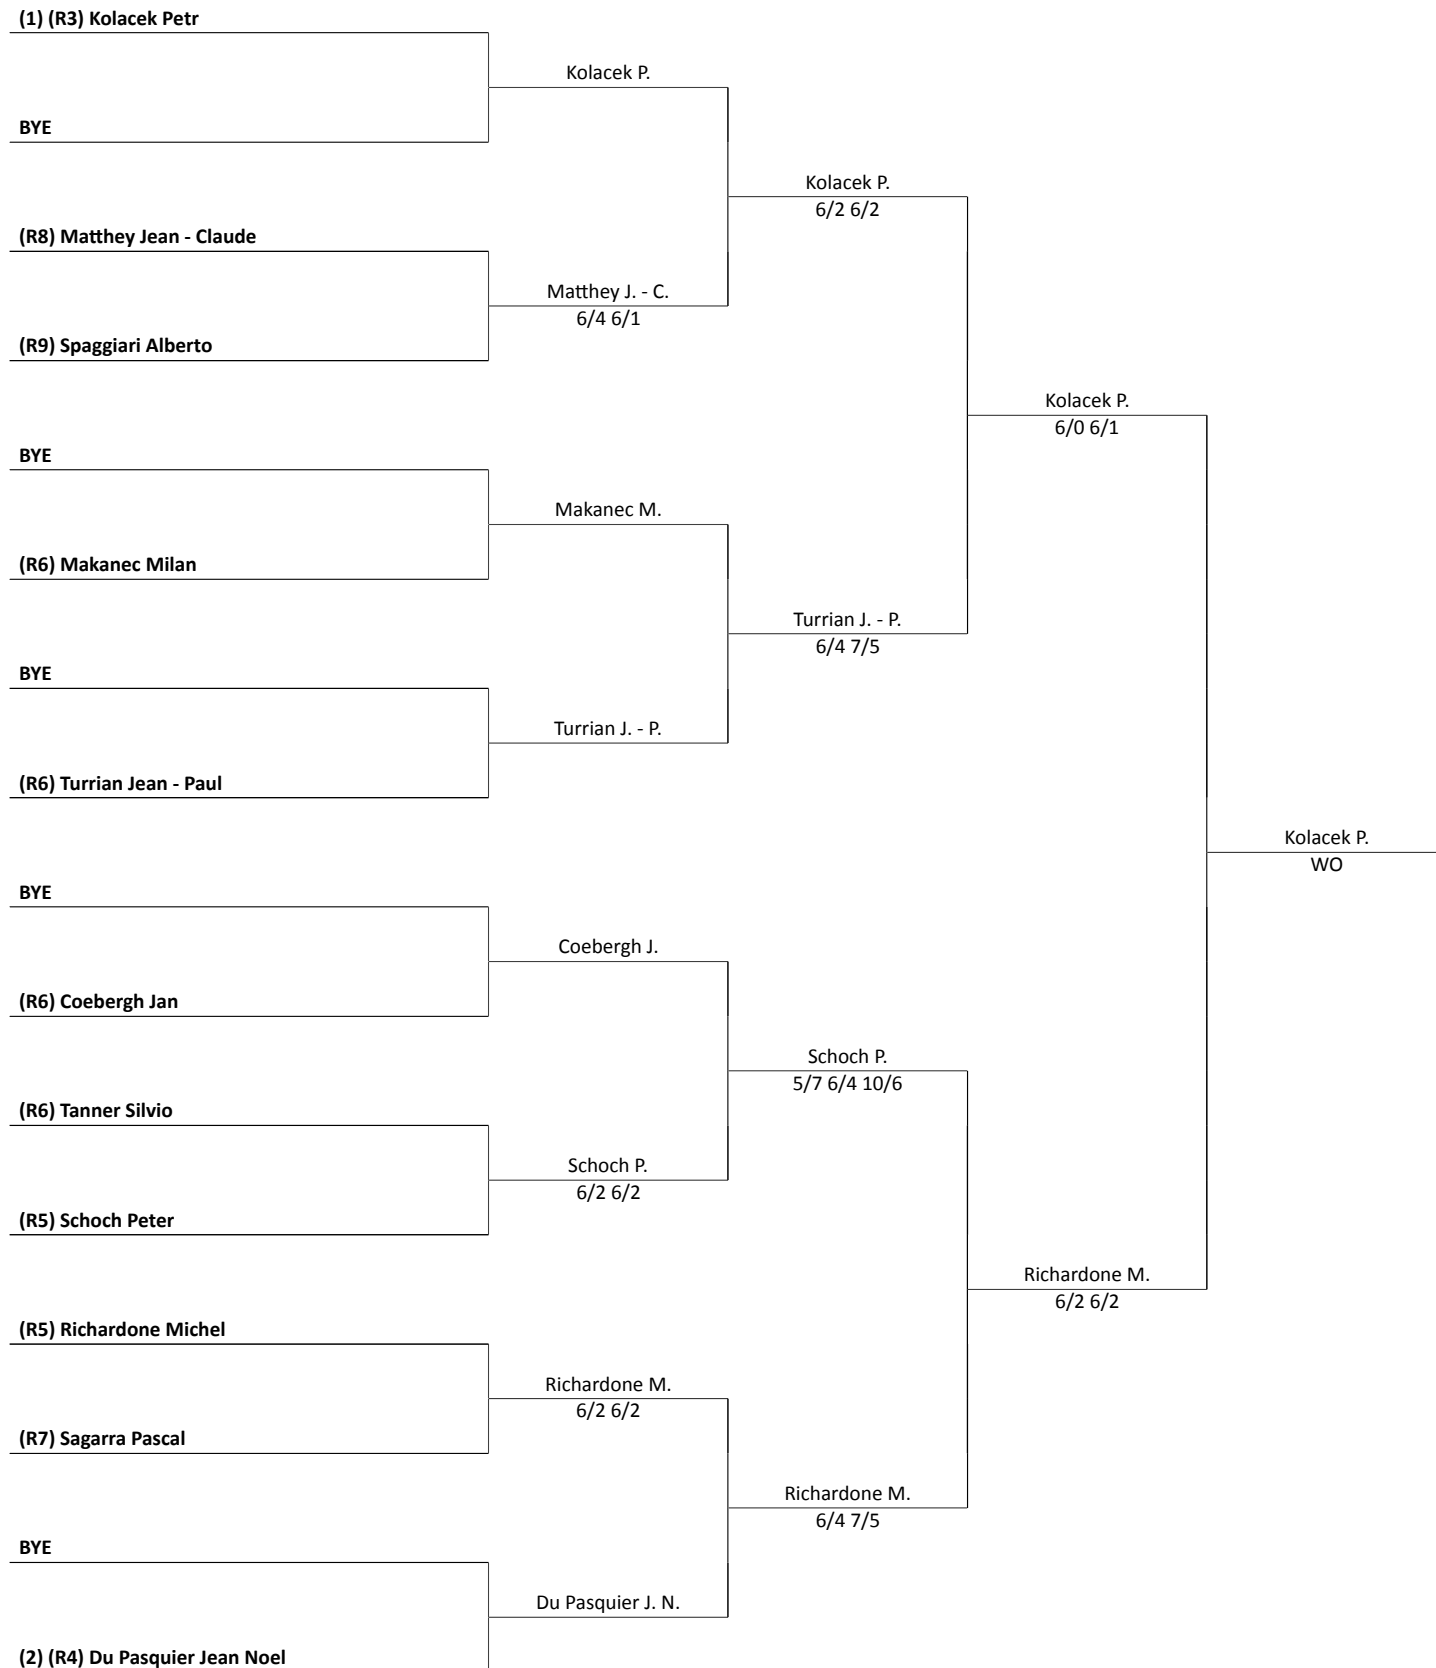 (1) (R3) Kolacek Petr
Kolacek P.
BYE
Kolacek P.
6/2 6/2
(R8) Matthey Jean - Claude
Matthey J. - C.
6/4 6/1
(R9) Spaggiari Alberto
Kolacek P.
6/0 6/1
BYE
Makanec M.
(R6) Makanec Milan
Turrian J. - P.
6/4 7/5
BYE
Turrian J. - P.
(R6) Turrian Jean - Paul
Kolacek P.
WO
BYE
Coebergh J.
(R6) Coebergh Jan
Schoch P.
5/7 6/4 10/6
(R6) Tanner Silvio
Schoch P.
6/2 6/2
(R5) Schoch Peter
Richardone M.
6/2 6/2
(R5) Richardone Michel
Richardone M.
6/2 6/2
(R7) Sagarra Pascal
Richardone M.
6/4 7/5
BYE
Du Pasquier J. N.
(2) (R4) Du Pasquier Jean Noel